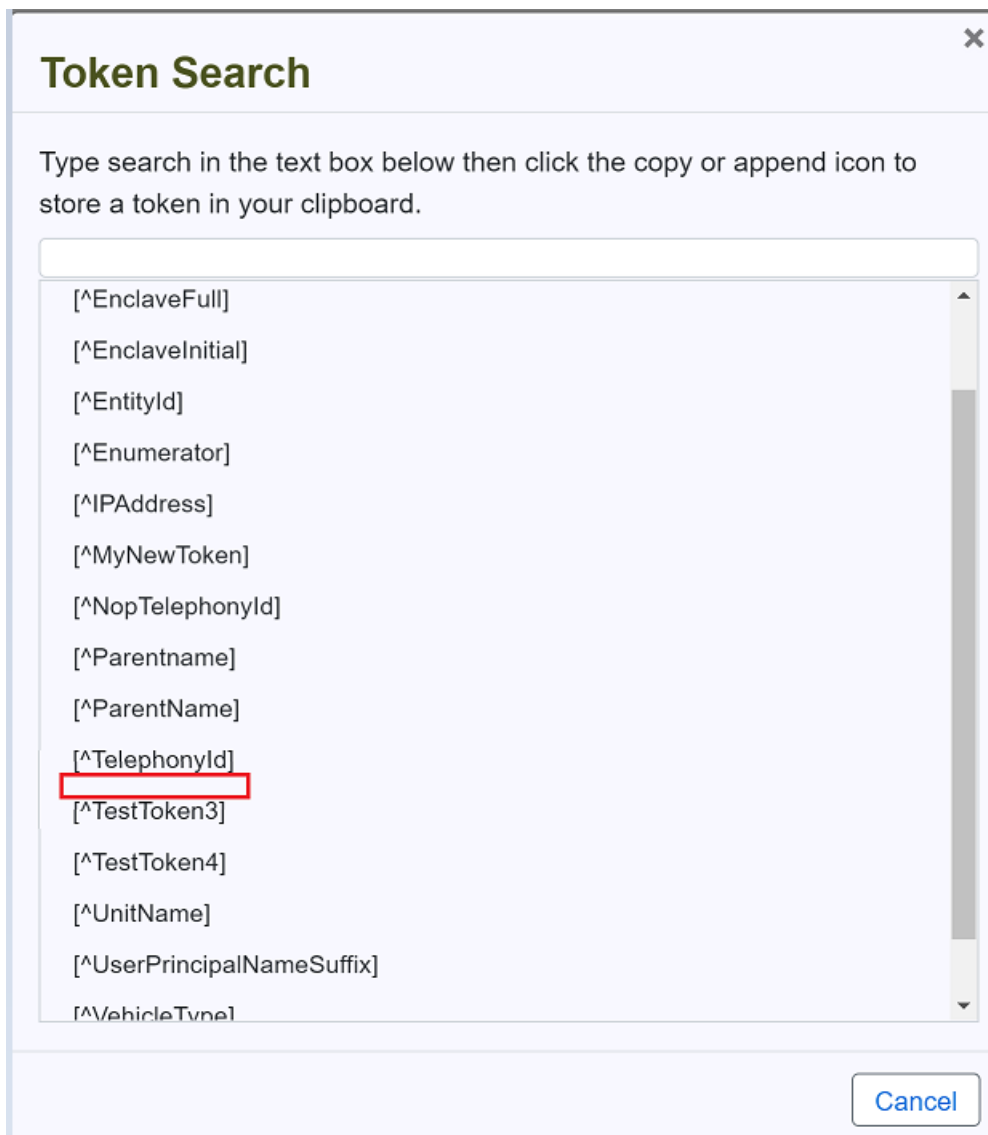 ×
Token Search
Type search in the text box below then click the copy or append icon to
store a token in your clipboard.
[^EnclaveFull]
[^EnclaveInitial]
[^EntityId]
[^Enumerator]
[^IPAddress]
[^MyNewToken]
[^NopTelephonyId]
[^Parentname]
[^ParentName]
[^TelephonyId]
[^TestToken3]
[^TestToken4]
[^UnitName]
[^UserPrincipalNameSuffix]
[^VehicleType]
Cancel